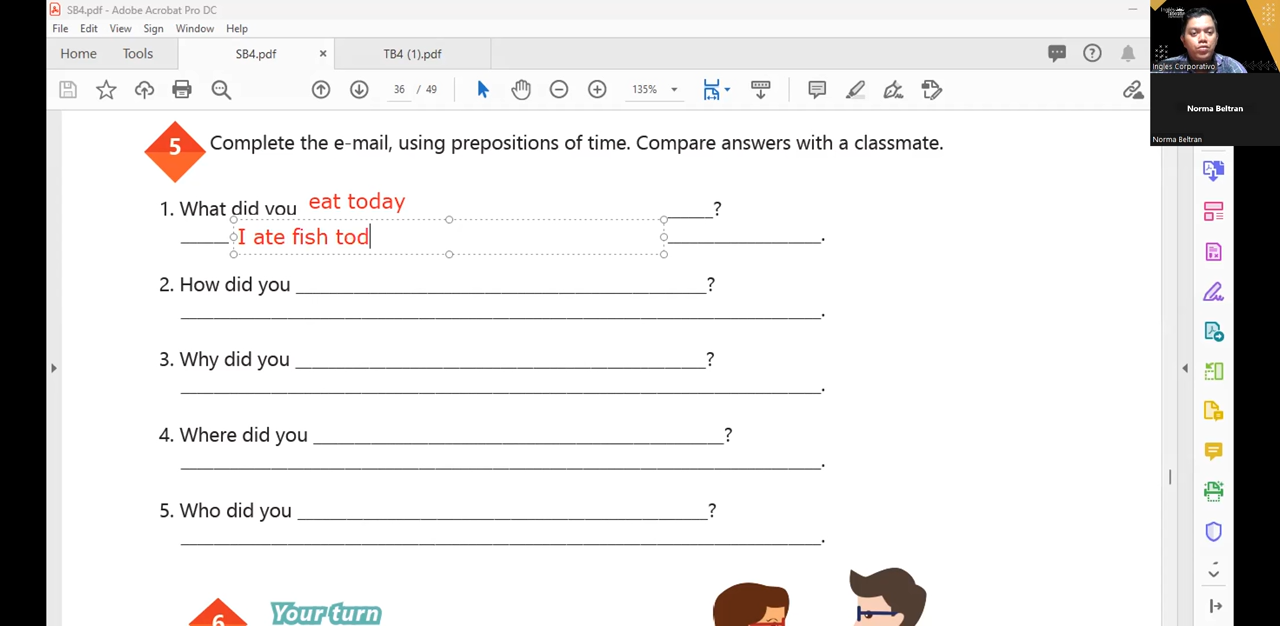 SB4.pdf - Adobe Acrobat Pro DC
File Edit View Sign Window Help
Home Tools SB4.pdf × TB4 (1).pdf
36 / 49 135%
Inglés Corporativo
Norma Beltran
Norma Beltran
5 Complete the e-mail, using prepositions of time. Compare answers with a classmate.
1. What did you eat today ?
I ate fish tod .
2. How did you ?
.
3. Why did you ?
.
4. Where did you ?
.
5. Who did you ?
.
6 Your turn